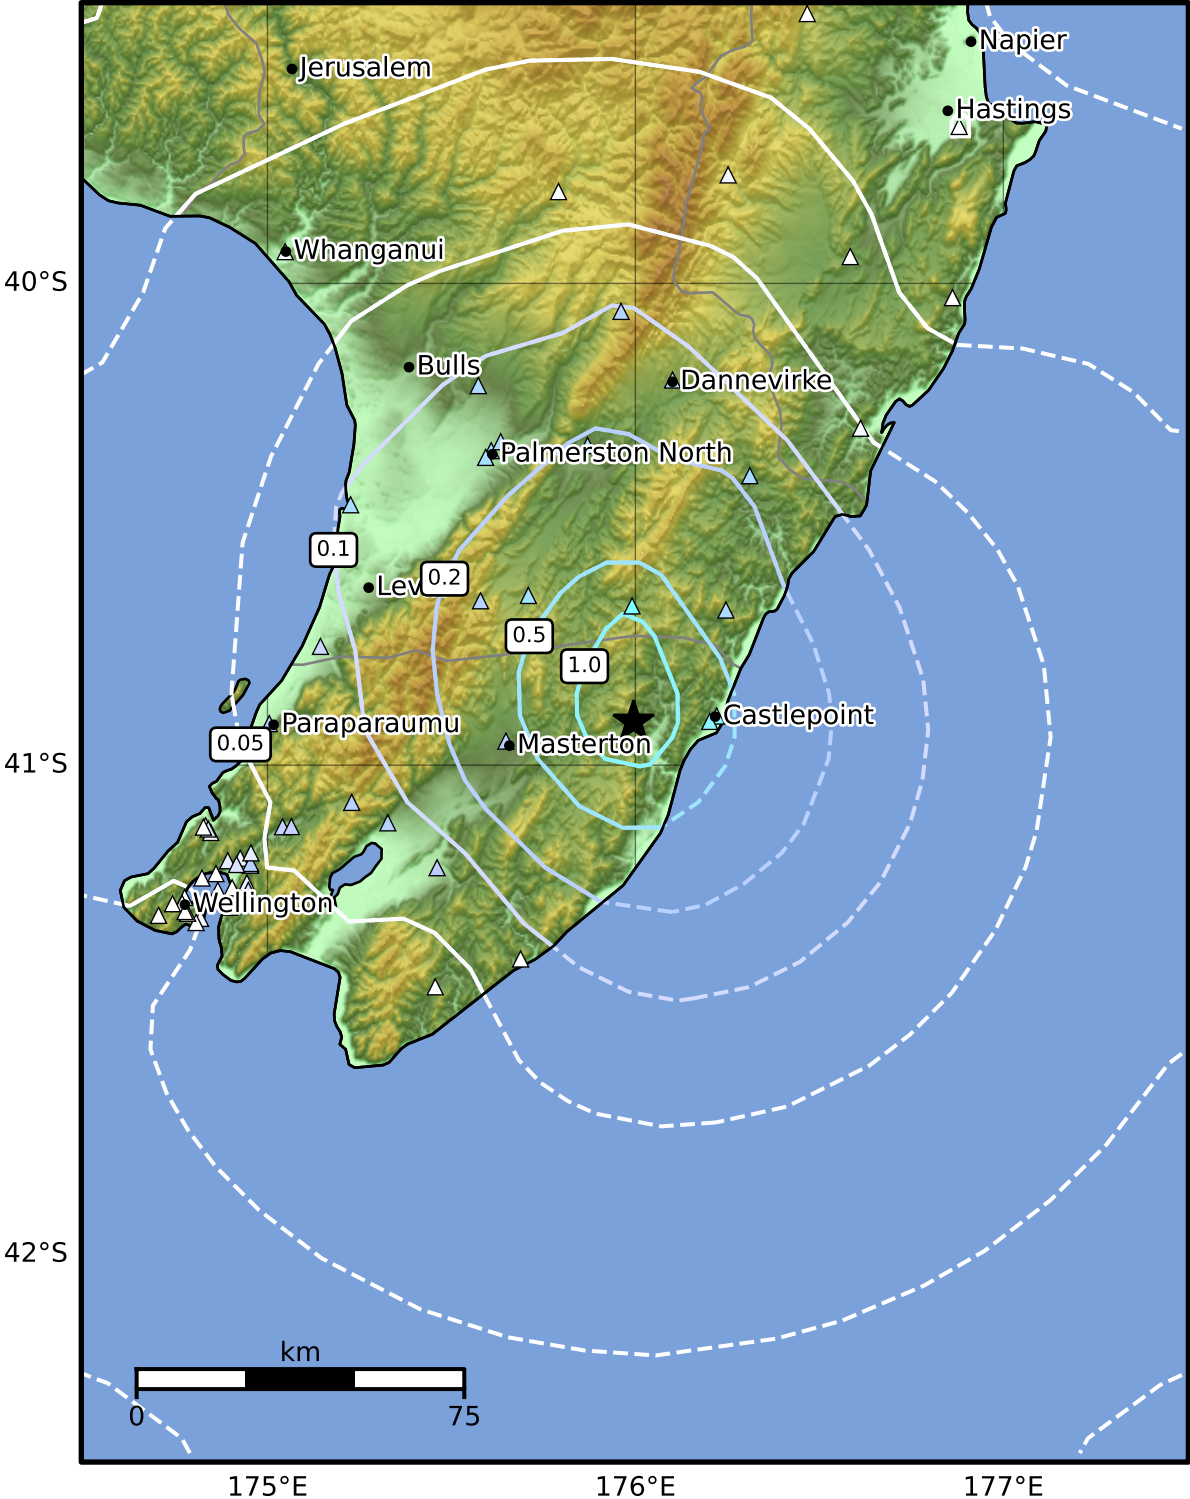 Napier
Jerusalem
Hastings
Whanganui
40°S
Bulls
Dannevirke
Palmerston North
0.1
Lev
0.2
0.5
1.0
Castlepoint
Paraparaumu
0.05
Masterton
41°S
Wellington
42°S
km
0
75
175°E
176°E
177°E